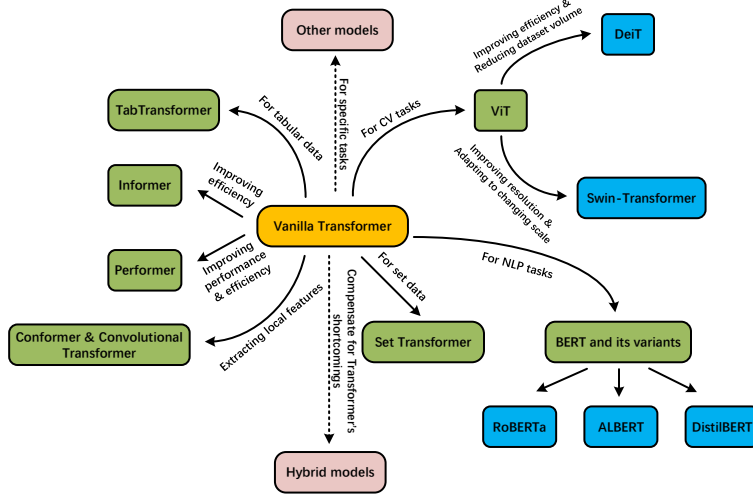 Other models
Improving efficiency &
Reducing dataset volume
DeiT
TabTransformer
For tabular data
For specific tasks
For CV tasks
ViT
Informer
Improving
efficiency
Improving resolution &
Adapting to changing scale
Swin-Transformer
Vanilla Transformer
Performer
Improving
performance
& efficiency
For set data
For NLP tasks
Conformer & Convolutional
Transformer
Extracting local features
Compensate for Transformer's
shortcomings
Set Transformer
BERT and its variants
RoBERTa
ALBERT
DistilBERT
Hybrid models